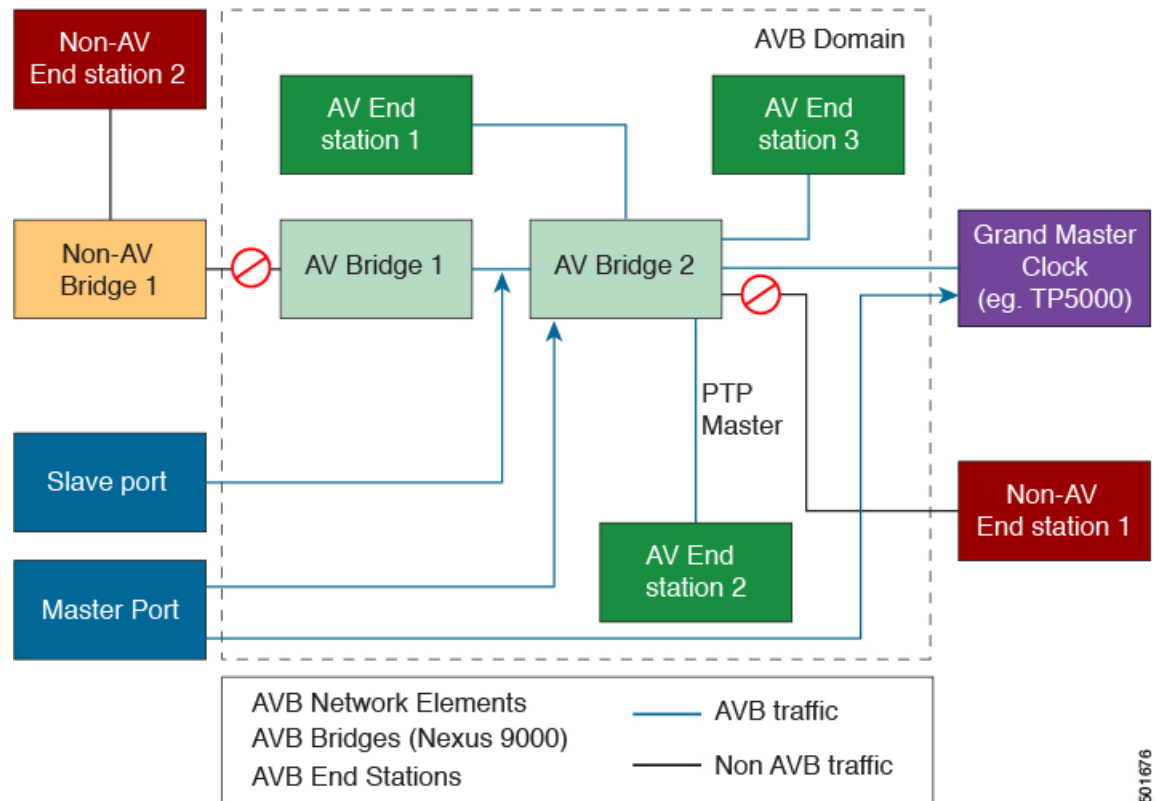 Non-AV
End station 2
AVB Domain
AV End
station 1
AV End
station 3
Non-AV
Bridge 1
AV Bridge 1
AV Bridge 2
Grand Master
Clock
(eg. TP5000)
PTP
Master
Slave port
Non-AV
End station 1
AV End
station 2
Master Port
AVB Network Elements
AVB Bridges (Nexus 9000)
AVB End Stations
AVB traffic
Non AVB traffic
501676